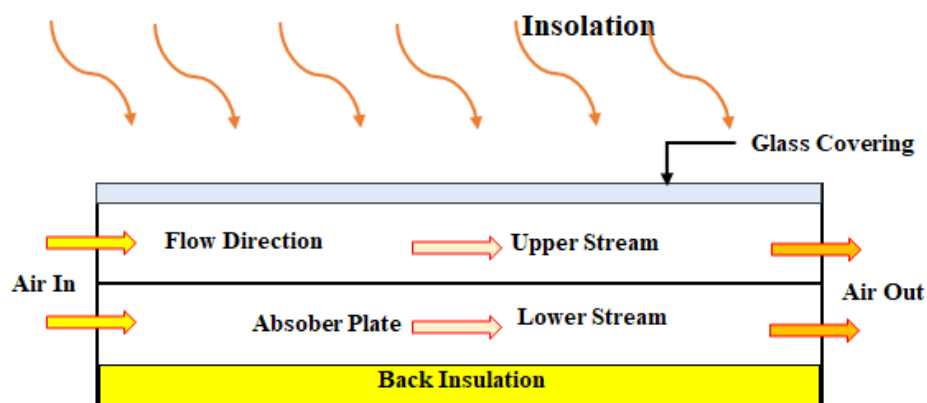 Insolation
Glass Covering
Flow Direction
Upper Stream
Air In
Air Out
Absober Plate
Lower Stream
Back Insulation